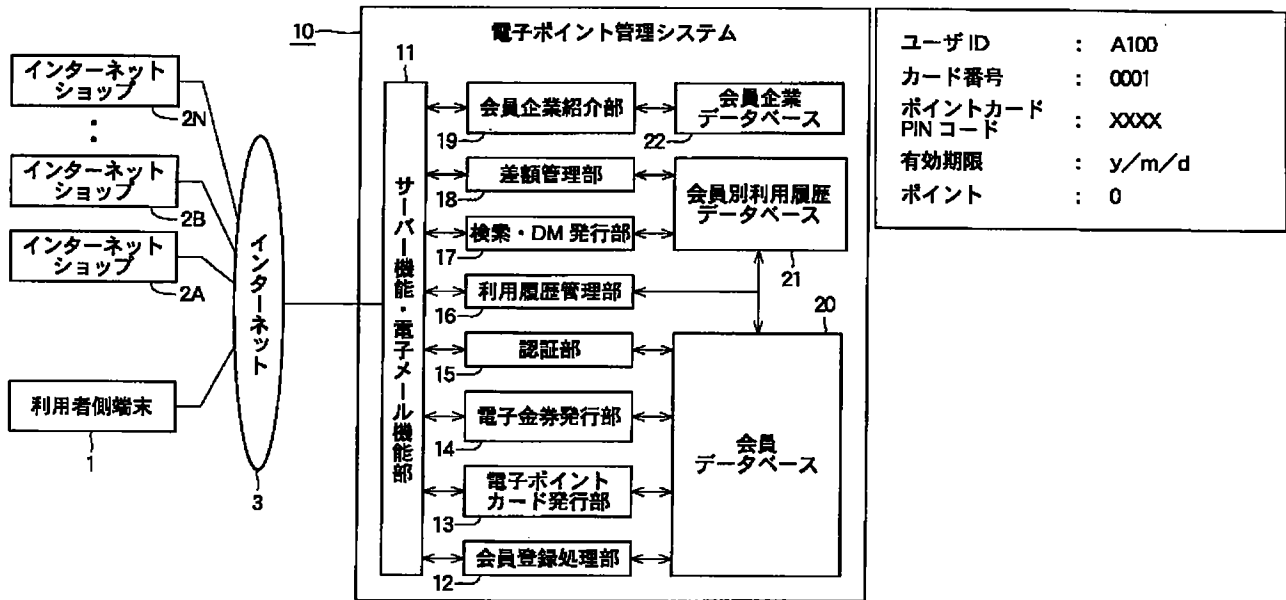 インターネット
ショップ
2N
インターネット
ショップ
2B
インターネット
ショップ
2A
利用者側端末
1
インターネット
3
10
電子ポイント管理システム
11
サーバー機能・電子メール機能部
会員企業紹介部
19
会員企業
データベース
22
差額管理部
18
会員別利用履歴
データベース
21
検索・DM 発行部
17
利用履歴管理部
16
20
認証部
15
電子金券発行部
14
会員
データベース
電子ポイント
カード発行部
13
会員登録処理部
12
ユーザ ID : A100
カード番号 : 0001
ポイントカード
PIN コード : XXXX
有効期限 : y/m/d
ポイント : 0